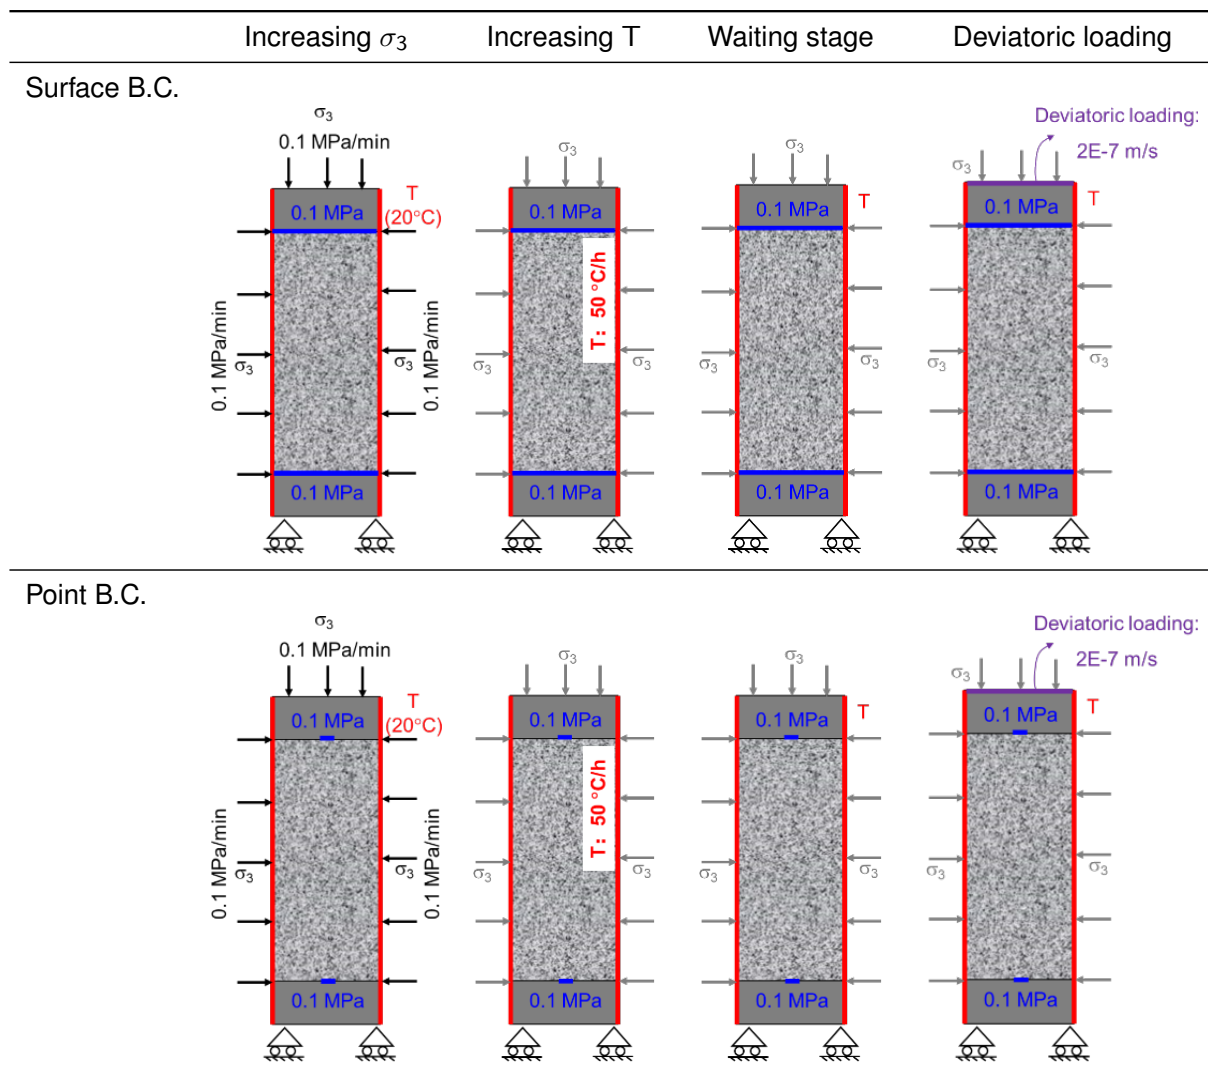 Increasing σ3 Increasing T Waiting stage Deviatoric loading
Surface B.C.
σ3
0.1 MPa/min
T
(20°C)
0.1 MPa
0.1 MPa/min
σ3
σ3
0.1 MPa/min
0.1 MPa
σ3
0.1 MPa
T: 50 °C/h
σ3
σ3
0.1 MPa
σ3
T
0.1 MPa
σ3
σ3
0.1 MPa
Deviatoric loading:
2E-7 m/s
σ3
T
0.1 MPa
σ3
σ3
0.1 MPa
Point B.C.
σ3
0.1 MPa/min
T
(20°C)
0.1 MPa
0.1 MPa/min
σ3
σ3
0.1 MPa/min
0.1 MPa
σ3
0.1 MPa
T: 50 °C/h
σ3
σ3
0.1 MPa
σ3
T
0.1 MPa
σ3
σ3
0.1 MPa
Deviatoric loading:
2E-7 m/s
σ3
T
0.1 MPa
σ3
σ3
0.1 MPa